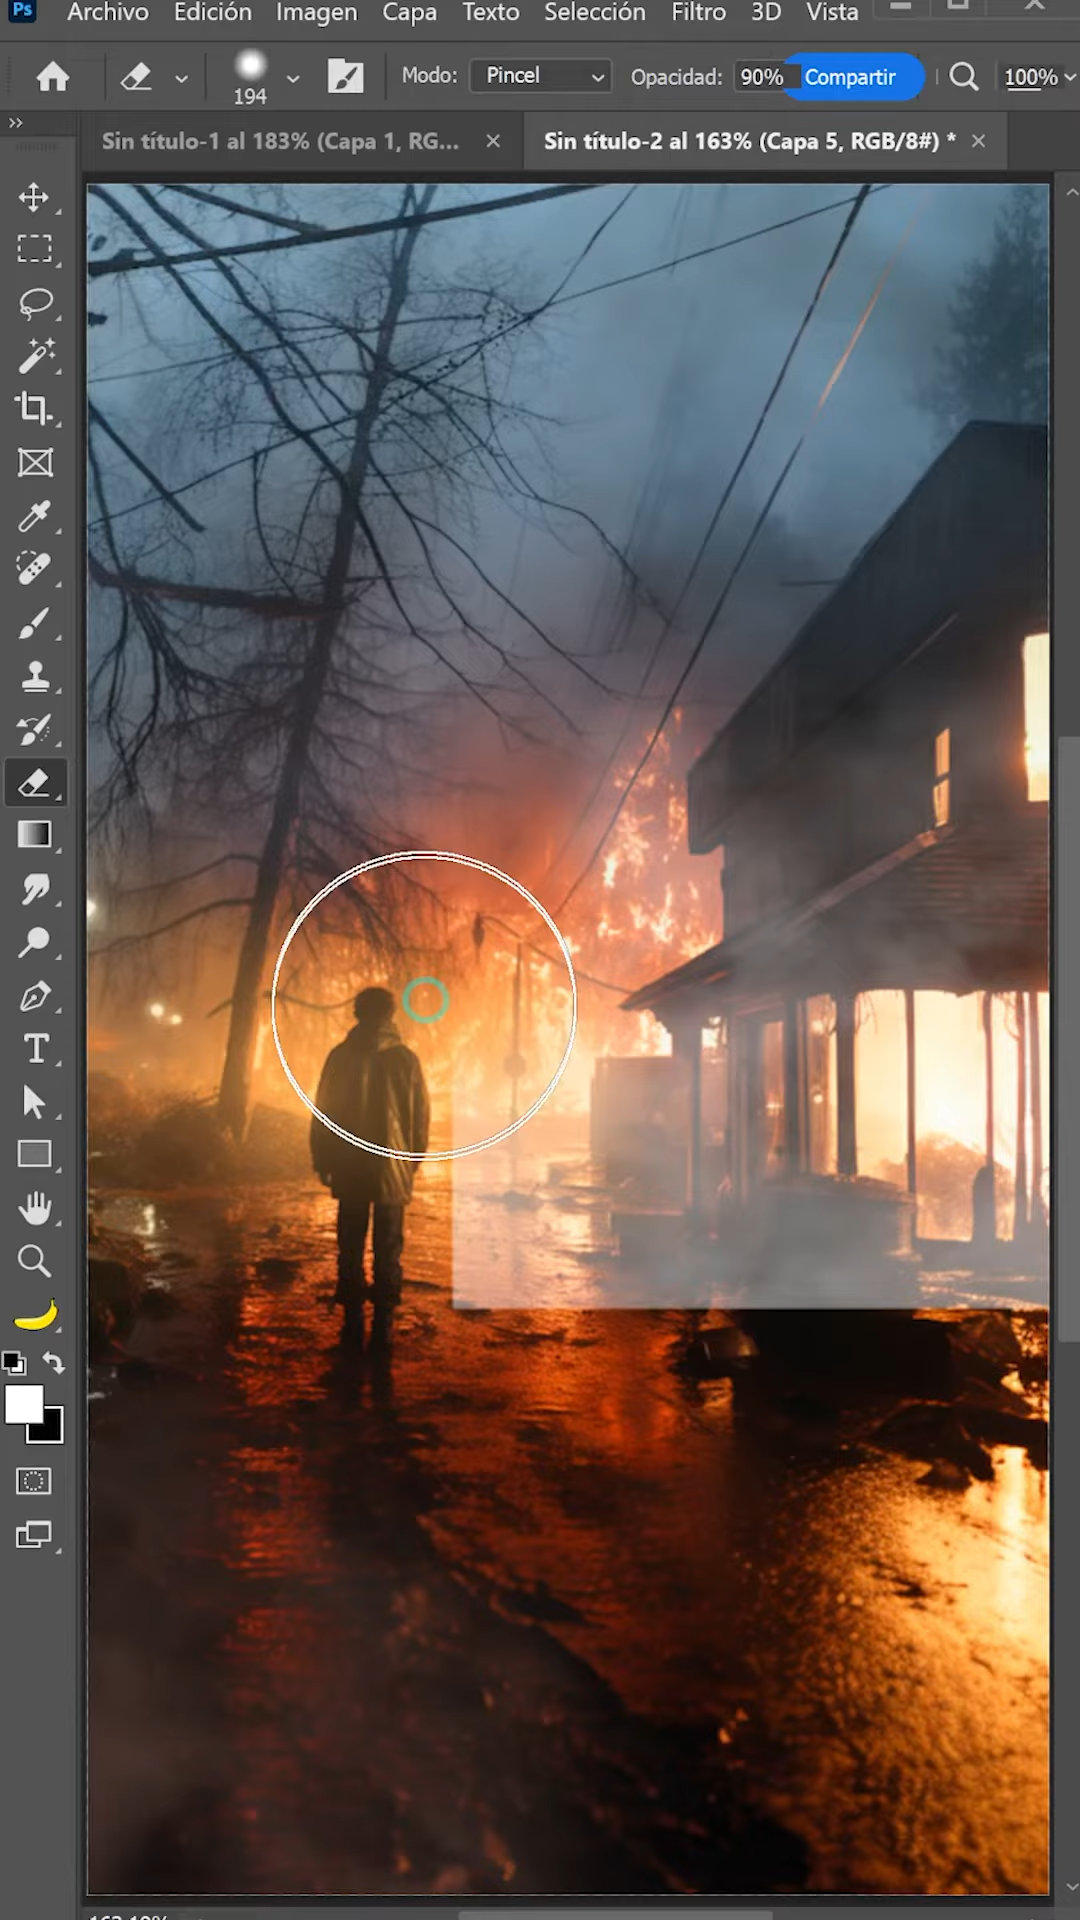 Ps Archivo Edición Imagen Capa Texto Selección Filtro 3D Vista
194 Modo: Pincel Opacidad: 90% Compartir 100%
Sin título-1 al 183% (Capa 1, RG... × Sin título-2 al 163% (Capa 5, RGB/8#) * ×